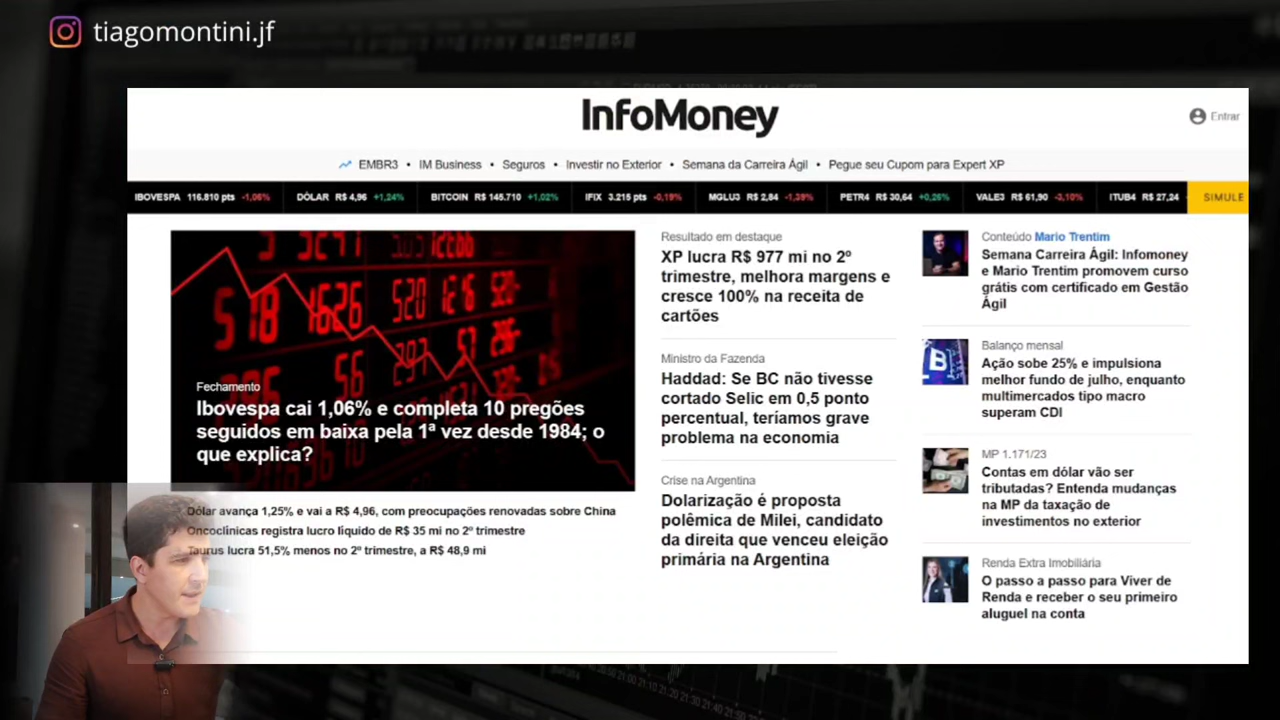 tiagomontini.jf
InfoMoney
Entrar
EMBR3 • IM Business • Seguros • Investir no Exterior • Semana da Carreira Ágil • Pegue seu Cupom para Expert XP
IBOVESPA 116.810 pts -1,06% DÓLAR R$ 4,96 +1,24% BITCOIN R$ 145.710 +1,02% IFIX 3.215 pts -0,19% MGLU3 R$ 2,84 -1,39% PETR4 R$ 30,64 +0,26% VALE3 R$ 61,90 -3,10% ITUB4 R$ 27,24 SIMULE
518 1626 520 1216 520-
56 297 57
Fechamento
Ibovespa cai 1,06% e completa 10 pregões
seguidos em baixa pela 1ª vez desde 1984; o
que explica?
Dólar avança 1,25% e vai a R$ 4,96, com preocupações renovadas sobre China
Oncoclínicas registra lucro líquido de R$ 35 mi no 2º trimestre
Taurus lucra 51,5% menos no 2º trimestre, a R$ 48,9 mi
Resultado em destaque
XP lucra R$ 977 mi no 2º
trimestre, melhora margens e
cresce 100% na receita de
cartões
Ministro da Fazenda
Haddad: Se BC não tivesse
cortado Selic em 0,5 ponto
percentual, teríamos grave
problema na economia
Crise na Argentina
Dolarização é proposta
polêmica de Milei, candidato
da direita que venceu eleição
primária na Argentina
Conteúdo Mario Trentim
Semana Carreira Ágil: Infomoney
e Mario Trentim promovem curso
grátis com certificado em Gestão
Ágil
Balanço mensal
Ação sobe 25% e impulsiona
melhor fundo de julho, enquanto
multimercados tipo macro
superam CDI
MP 1.171/23
Contas em dólar vão ser
tributadas? Entenda mudanças
na MP da taxação de
investimentos no exterior
Renda Extra Imobiliária
O passo a passo para Viver de
Renda e receber o seu primeiro
aluguel na conta